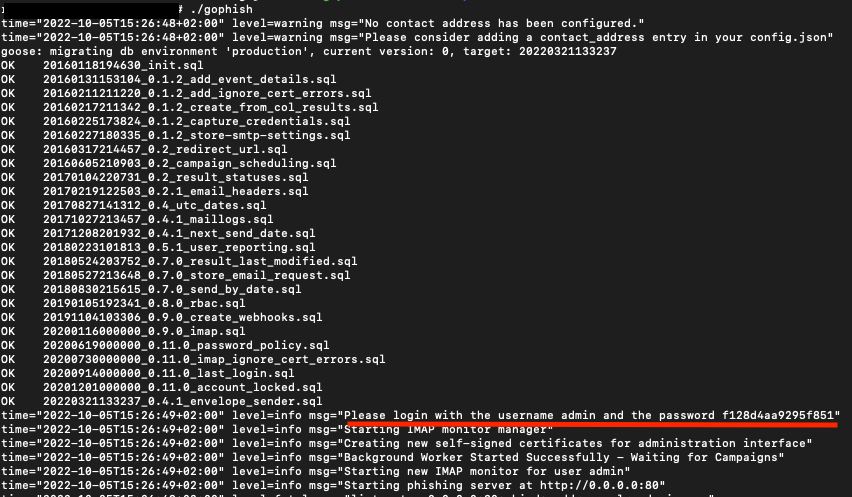 # ./gophish
time="2022-10-05T15:26:48+02:00" level=warning msg="No contact address has been configured."
time="2022-10-05T15:26:48+02:00" level=warning msg="Please consider adding a contact_address entry in your config.json"
goose: migrating db environment 'production', current version: 0, target: 20220321133237
OK    20160118194630_init.sql
OK    20160131153104_0.1.2_add_event_details.sql
OK    20160211211220_0.1.2_add_ignore_cert_errors.sql
OK    20160217211342_0.1.2_create_from_col_results.sql
OK    20160225173824_0.1.2_capture_credentials.sql
OK    20160227180335_0.1.2_store-smtp-settings.sql
OK    20160317214457_0.2_redirect_url.sql
OK    20160605210903_0.2_campaign_scheduling.sql
OK    20170104220731_0.2_result_statuses.sql
OK    20170219122503_0.2.1_email_headers.sql
OK    20170827141312_0.4_utc_dates.sql
OK    20171027213457_0.4.1_maillogs.sql
OK    20171208201932_0.4.1_next_send_date.sql
OK    20180223101813_0.5.1_user_reporting.sql
OK    20180524203752_0.7.0_result_last_modified.sql
OK    20180527213648_0.7.0_store_email_request.sql
OK    20180830215615_0.7.0_send_by_date.sql
OK    20190105192341_0.8.0_rbac.sql
OK    20191104103306_0.9.0_create_webhooks.sql
OK    20200116000000_0.9.0_imap.sql
OK    20200619000000_0.11.0_password_policy.sql
OK    20200730000000_0.11.0_imap_ignore_cert_errors.sql
OK    20200914000000_0.11.0_last_login.sql
OK    20201201000000_0.11.0_account_locked.sql
OK    20220321133237_0.4.1_envelope_sender.sql
time="2022-10-05T15:26:49+02:00" level=info msg="Please login with the username admin and the password f128d4aa9295f851"
time="2022-10-05T15:26:49+02:00" level=info msg="Starting IMAP monitor manager"
time="2022-10-05T15:26:49+02:00" level=info msg="Creating new self-signed certificates for administration interface"
time="2022-10-05T15:26:49+02:00" level=info msg="Background Worker Started Successfully - Waiting for Campaigns"
time="2022-10-05T15:26:49+02:00" level=info msg="Starting new IMAP monitor for user admin"
time="2022-10-05T15:26:49+02:00" level=info msg="Starting phishing server at http://0.0.0.0:80"